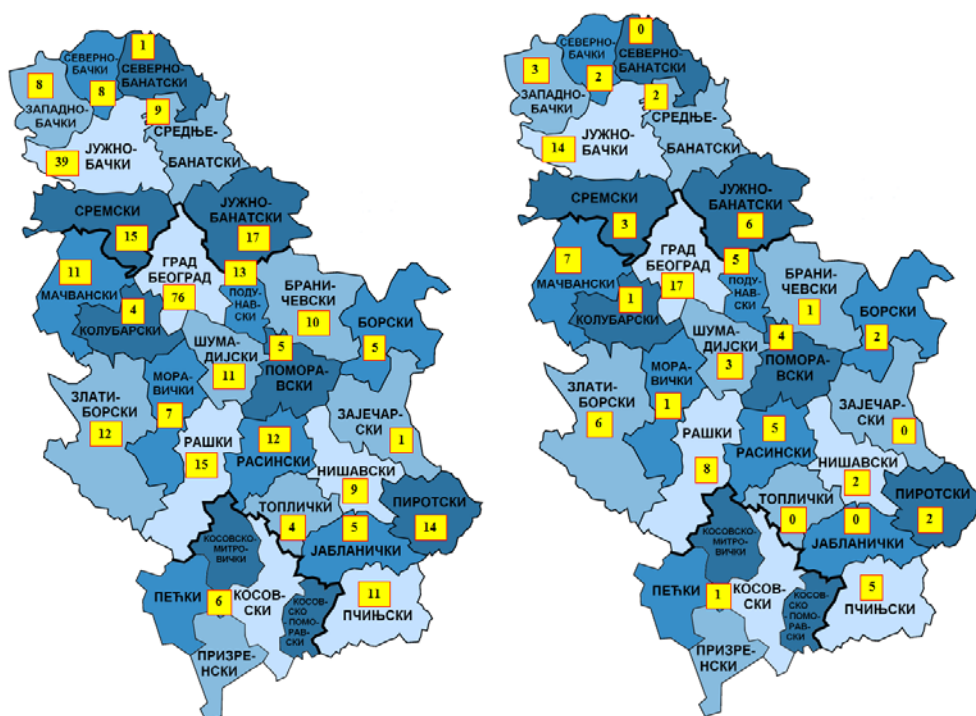 1
СЕВЕРНО-
БАЧКИ
СЕВЕРНО-
БАНАТСКИ
8
ЗАПАДНО-
БАЧКИ
8
9
СРЕДЊЕ-
БАНАТСКИ
ЈУЖНО-
БАЧКИ
39
СРЕМСКИ
15
ЈУЖНО-
БАНАТСКИ
17
11
МАЧВАНСКИ
ГРАД
БЕОГРАД
76
13
ПОДУ-
НАВ-
СКИ
БРАНИ-
ЧЕВСКИ
10
4
КОЛУБАРСКИ
БОРСКИ
5
ШУМА-
ДИЈСКИ
11
5
ПОМОРА-
ВСКИ
ЗЛАТИ-
БОРСКИ
12
МОРА-
ВИЧКИ
7
ЗАЈЕЧАР-
СКИ
1
РАШКИ
15
12
РАСИНСКИ
НИШАВСКИ
9
ТОПЛИЧКИ
4
5
ЈАБЛАНИЧКИ
ПИРОТСКИ
14
КОСОВСКО-
МИТРО-
ВИЧКИ
ПЕЋКИ
6
КОСОВ-
СКИ
КОСОВ-
СКО
-ПОМО-
РАВ-
СКИ
11
ПЧИЊСКИ
ПРИЗРЕ-
НСКИ
0
СЕВЕРНО-
БАЧКИ
СЕВЕРНО-
БАНАТСКИ
3
ЗАПАДНО-
БАЧКИ
2
2
СРЕДЊЕ-
БАНАТСКИ
ЈУЖНО-
БАЧКИ
14
СРЕМСКИ
3
ЈУЖНО-
БАНАТСКИ
6
7
МАЧВАНСКИ
ГРАД
БЕОГРАД
17
5
ПОДУ-
НАВ-
СКИ
БРАНИ-
ЧЕВСКИ
1
1
КОЛУБАРСКИ
БОРСКИ
2
ШУМА-
ДИЈСКИ
3
4
ПОМОРА-
ВСКИ
ЗЛАТИ-
БОРСКИ
6
МОРА-
ВИЧКИ
1
ЗАЈЕЧАР-
СКИ
0
РАШКИ
8
5
РАСИНСКИ
НИШАВСКИ
2
ТОПЛИЧКИ
0
0
ЈАБЛАНИЧКИ
ПИРОТСКИ
2
КОСОВСКО-
МИТРО-
ВИЧКИ
ПЕЋКИ
1
КОСОВ-
СКИ
КОСОВ-
СКО
-ПОМО-
РАВ-
СКИ
5
ПЧИЊСКИ
ПРИЗРЕ-
НСКИ